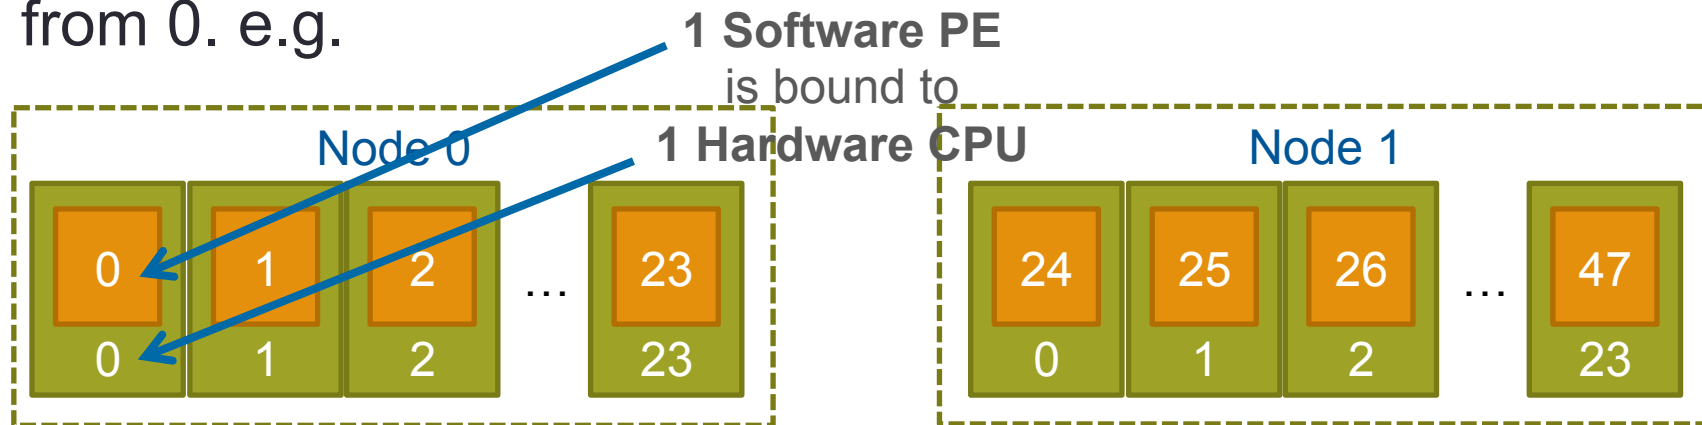 from 0. e.g.
1 Software PE
is bound to
1 Hardware CPU
Node 0
0 1 2 ... 23
0 1 2 23
Node 1
24 25 26 ... 47
0 1 2 23